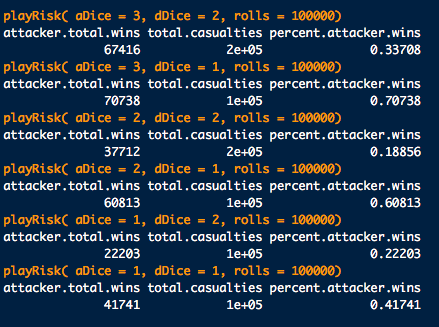 playRisk( aDice = 3, dDice = 2, rolls = 100000)
attacker.total.wins total.casualties percent.attacker.wins
67416 2e+05 0.33708
playRisk( aDice = 3, dDice = 1, rolls = 100000)
attacker.total.wins total.casualties percent.attacker.wins
70738 1e+05 0.70738
playRisk( aDice = 2, dDice = 2, rolls = 100000)
attacker.total.wins total.casualties percent.attacker.wins
37712 2e+05 0.18856
playRisk( aDice = 2, dDice = 1, rolls = 100000)
attacker.total.wins total.casualties percent.attacker.wins
60813 1e+05 0.60813
playRisk( aDice = 1, dDice = 2, rolls = 100000)
attacker.total.wins total.casualties percent.attacker.wins
22203 1e+05 0.22203
playRisk( aDice = 1, dDice = 1, rolls = 100000)
attacker.total.wins total.casualties percent.attacker.wins
41741 1e+05 0.41741